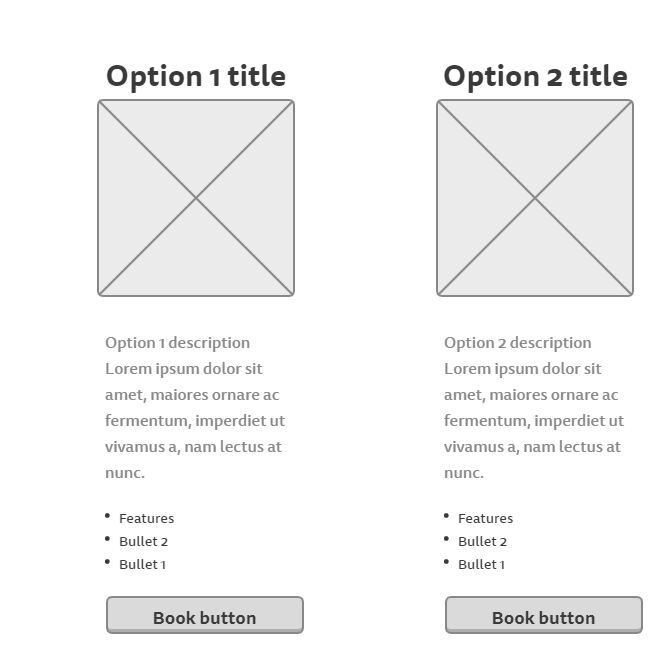 Option 1 title
Option 1 description
Lorem ipsum dolor sit
amet, maiores ornare ac
fermentum, imperdiet ut
vivamus a, nam lectus at
nunc.
Features
Bullet 2
Bullet 1
Book button
Option 2 title
Option 2 description
Lorem ipsum dolor sit
amet, maiores ornare ac
fermentum, imperdiet ut
vivamus a, nam lectus at
nunc.
Features
Bullet 2
Bullet 1
Book button